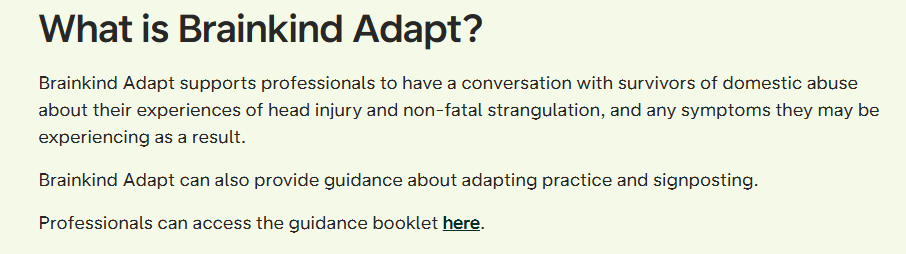 What is Brainkind Adapt?
Brainkind Adapt supports professionals to have a conversation with survivors of domestic abuse
about their experiences of head injury and non-fatal strangulation, and any symptoms they may be
experiencing as a result.
Brainkind Adapt can also provide guidance about adapting practice and signposting.
Professionals can access the guidance booklet here.